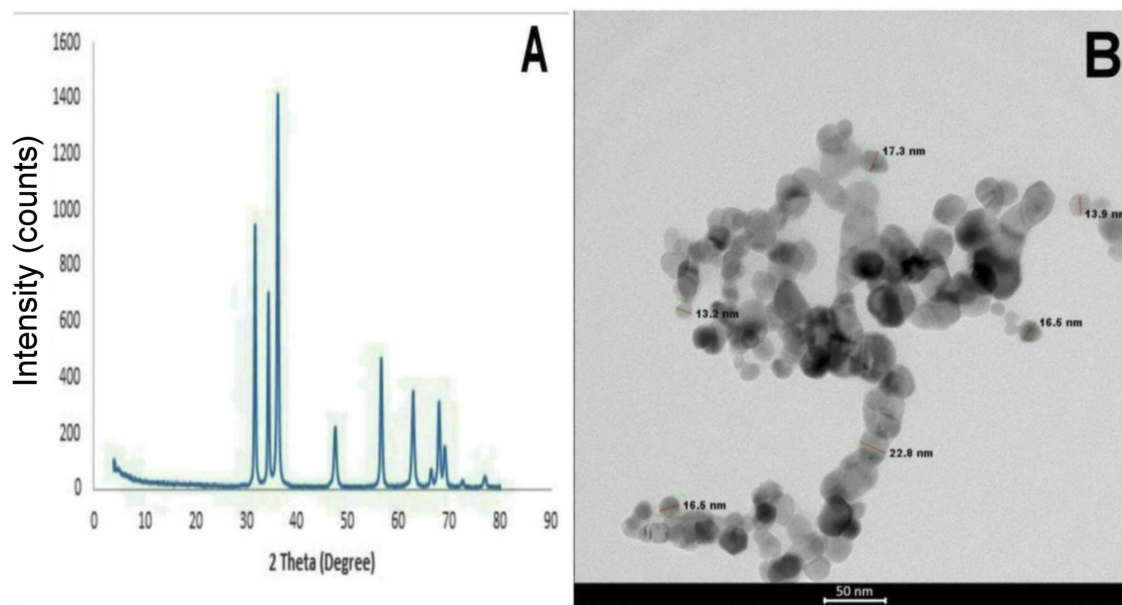 A
1600
1400
1200
1000
800
600
400
200
0
Intensity (counts)
0 10 20 30 40 50 60 70 80 90
2 Theta (Degree)
B
17.3 nm
13.9 nm
13.2 nm
16.5 nm
22.8 nm
16.5 nm
50 nm